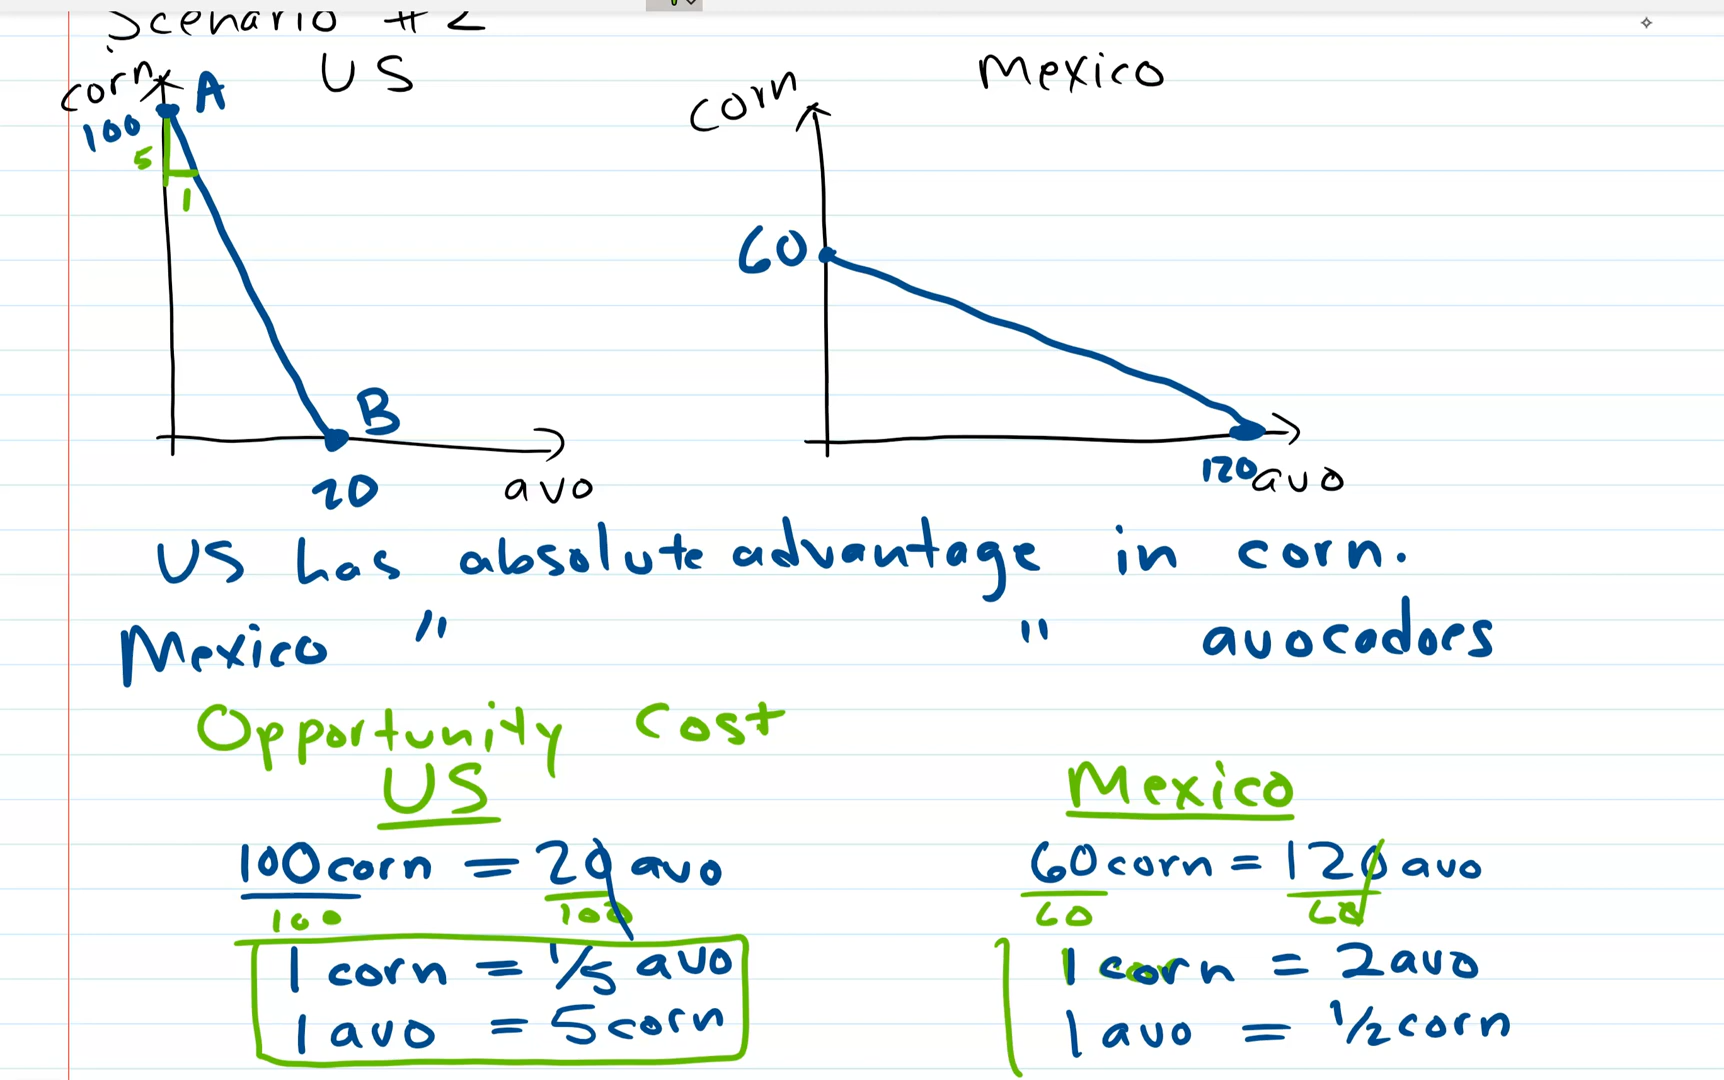 Scenario #2
US
Mexico
corn
A
100
5
1
B
20
avo
corn
60
120
avo
US has absolute advantage in corn.
Mexico " " avocadoes
Opportunity Cost
US
100 corn = 20 avo
100 100
1 corn = 1/5 avo
1 avo = 5 corn
Mexico
60 corn = 120 avo
60 60
1 corn = 2 avo
1 avo = 1/2 corn